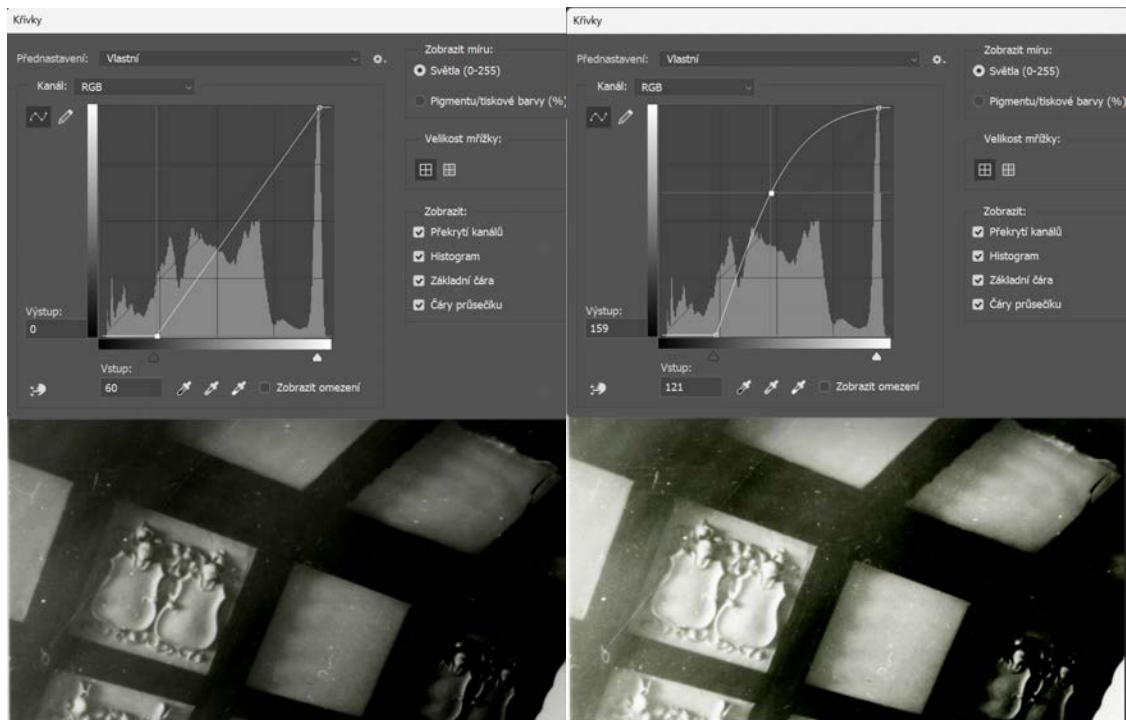 Křivky
Přednastavení: Vlastní
Kanál: RGB
Výstup:
0
Vstup:
60
Zobrazit omezení
Zobrazit míru:
Světla (0-255)
Pigmentu/tiskové barvy (%)
Velikost mřížky:
Zobrazit:
Překrytí kanálů
Histogram
Základní čára
Čáry průsečíku
Křivky
Přednastavení: Vlastní
Kanál: RGB
Výstup:
159
Vstup:
121
Zobrazit omezení
Zobrazit míru:
Světla (0-255)
Pigmentu/tiskové barvy (%)
Velikost mřížky:
Zobrazit:
Překrytí kanálů
Histogram
Základní čára
Čáry průsečíku